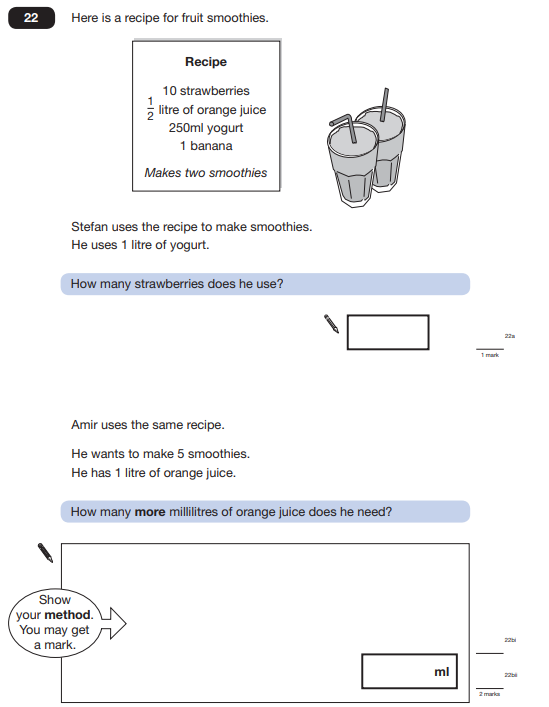 22
Here is a recipe for fruit smoothies.
Recipe
10 strawberries
1/2 litre of orange juice
250ml yogurt
1 banana
Makes two smoothies
Stefan uses the recipe to make smoothies.
He uses 1 litre of yogurt.
How many strawberries does he use?
22a
1 mark
Amir uses the same recipe.
He wants to make 5 smoothies.
He has 1 litre of orange juice.
How many more millilitres of orange juice does he need?
Show
your method.
You may get
a mark.
ml
22bi
22bii
2 marks